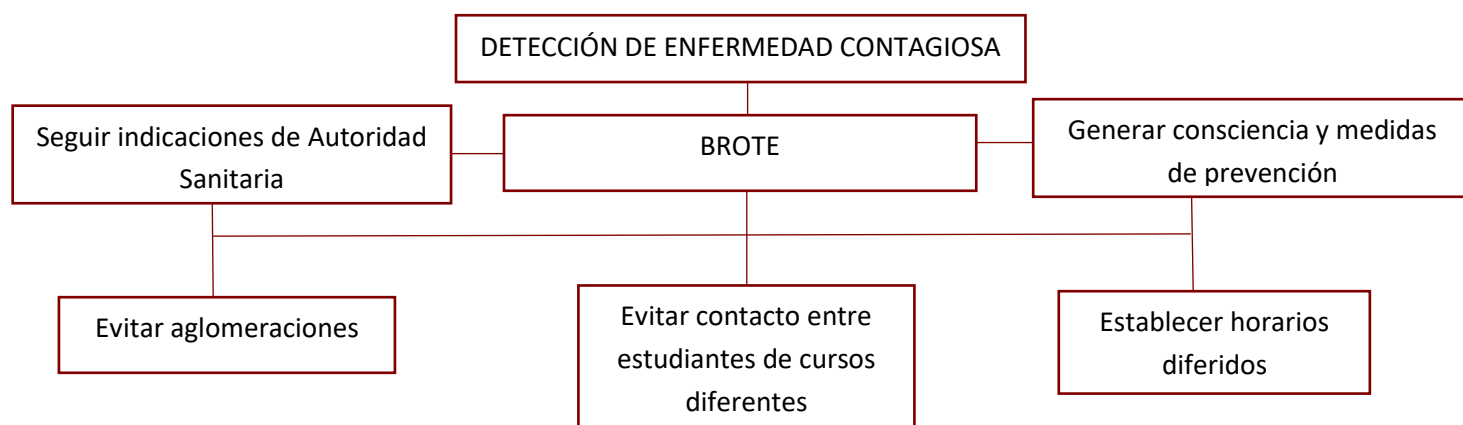 DETECCIÓN DE ENFERMEDAD CONTAGIOSA
Seguir indicaciones de Autoridad
Sanitaria
BROTE
Generar consciencia y medidas
de prevención
Evitar aglomeraciones
Evitar contacto entre
estudiantes de cursos
diferentes
Establecer horarios
diferidos